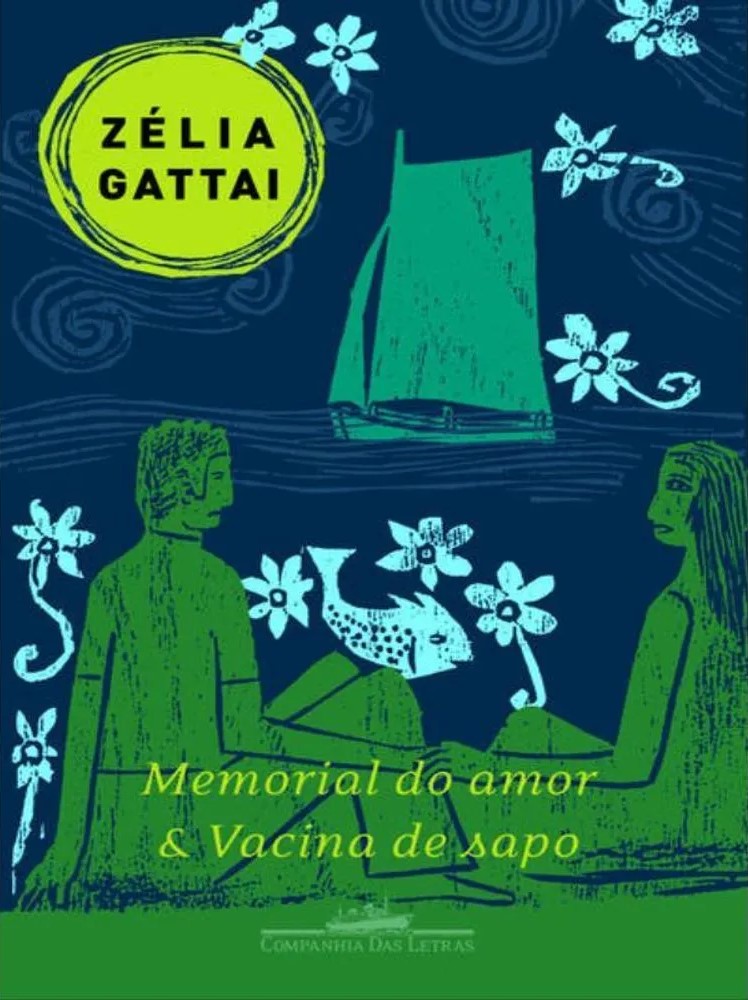 ZÉLIA
GATTAI
Memorial do amor
& Vacina de sapo
COMPANHIA DAS LETRAS